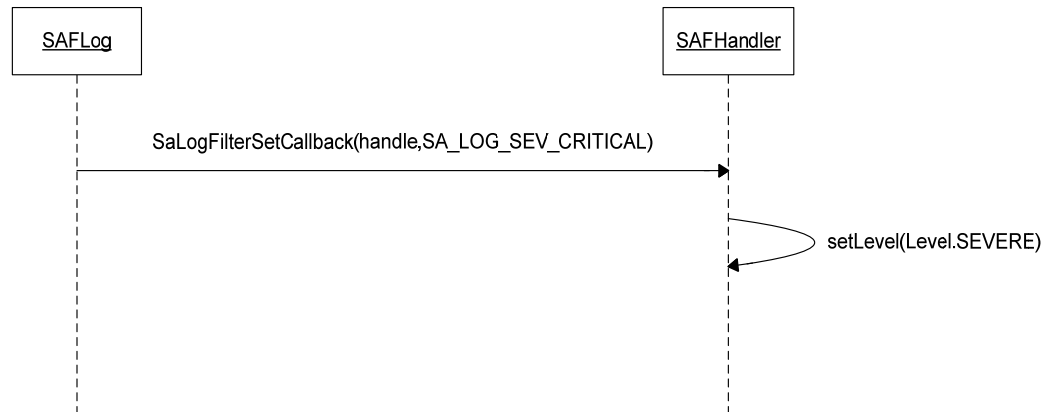 SAFLog
SAFHandler
SaLogFilterSetCallback(handle,SA_LOG_SEV_CRITICAL)
setLevel(Level.SEVERE)